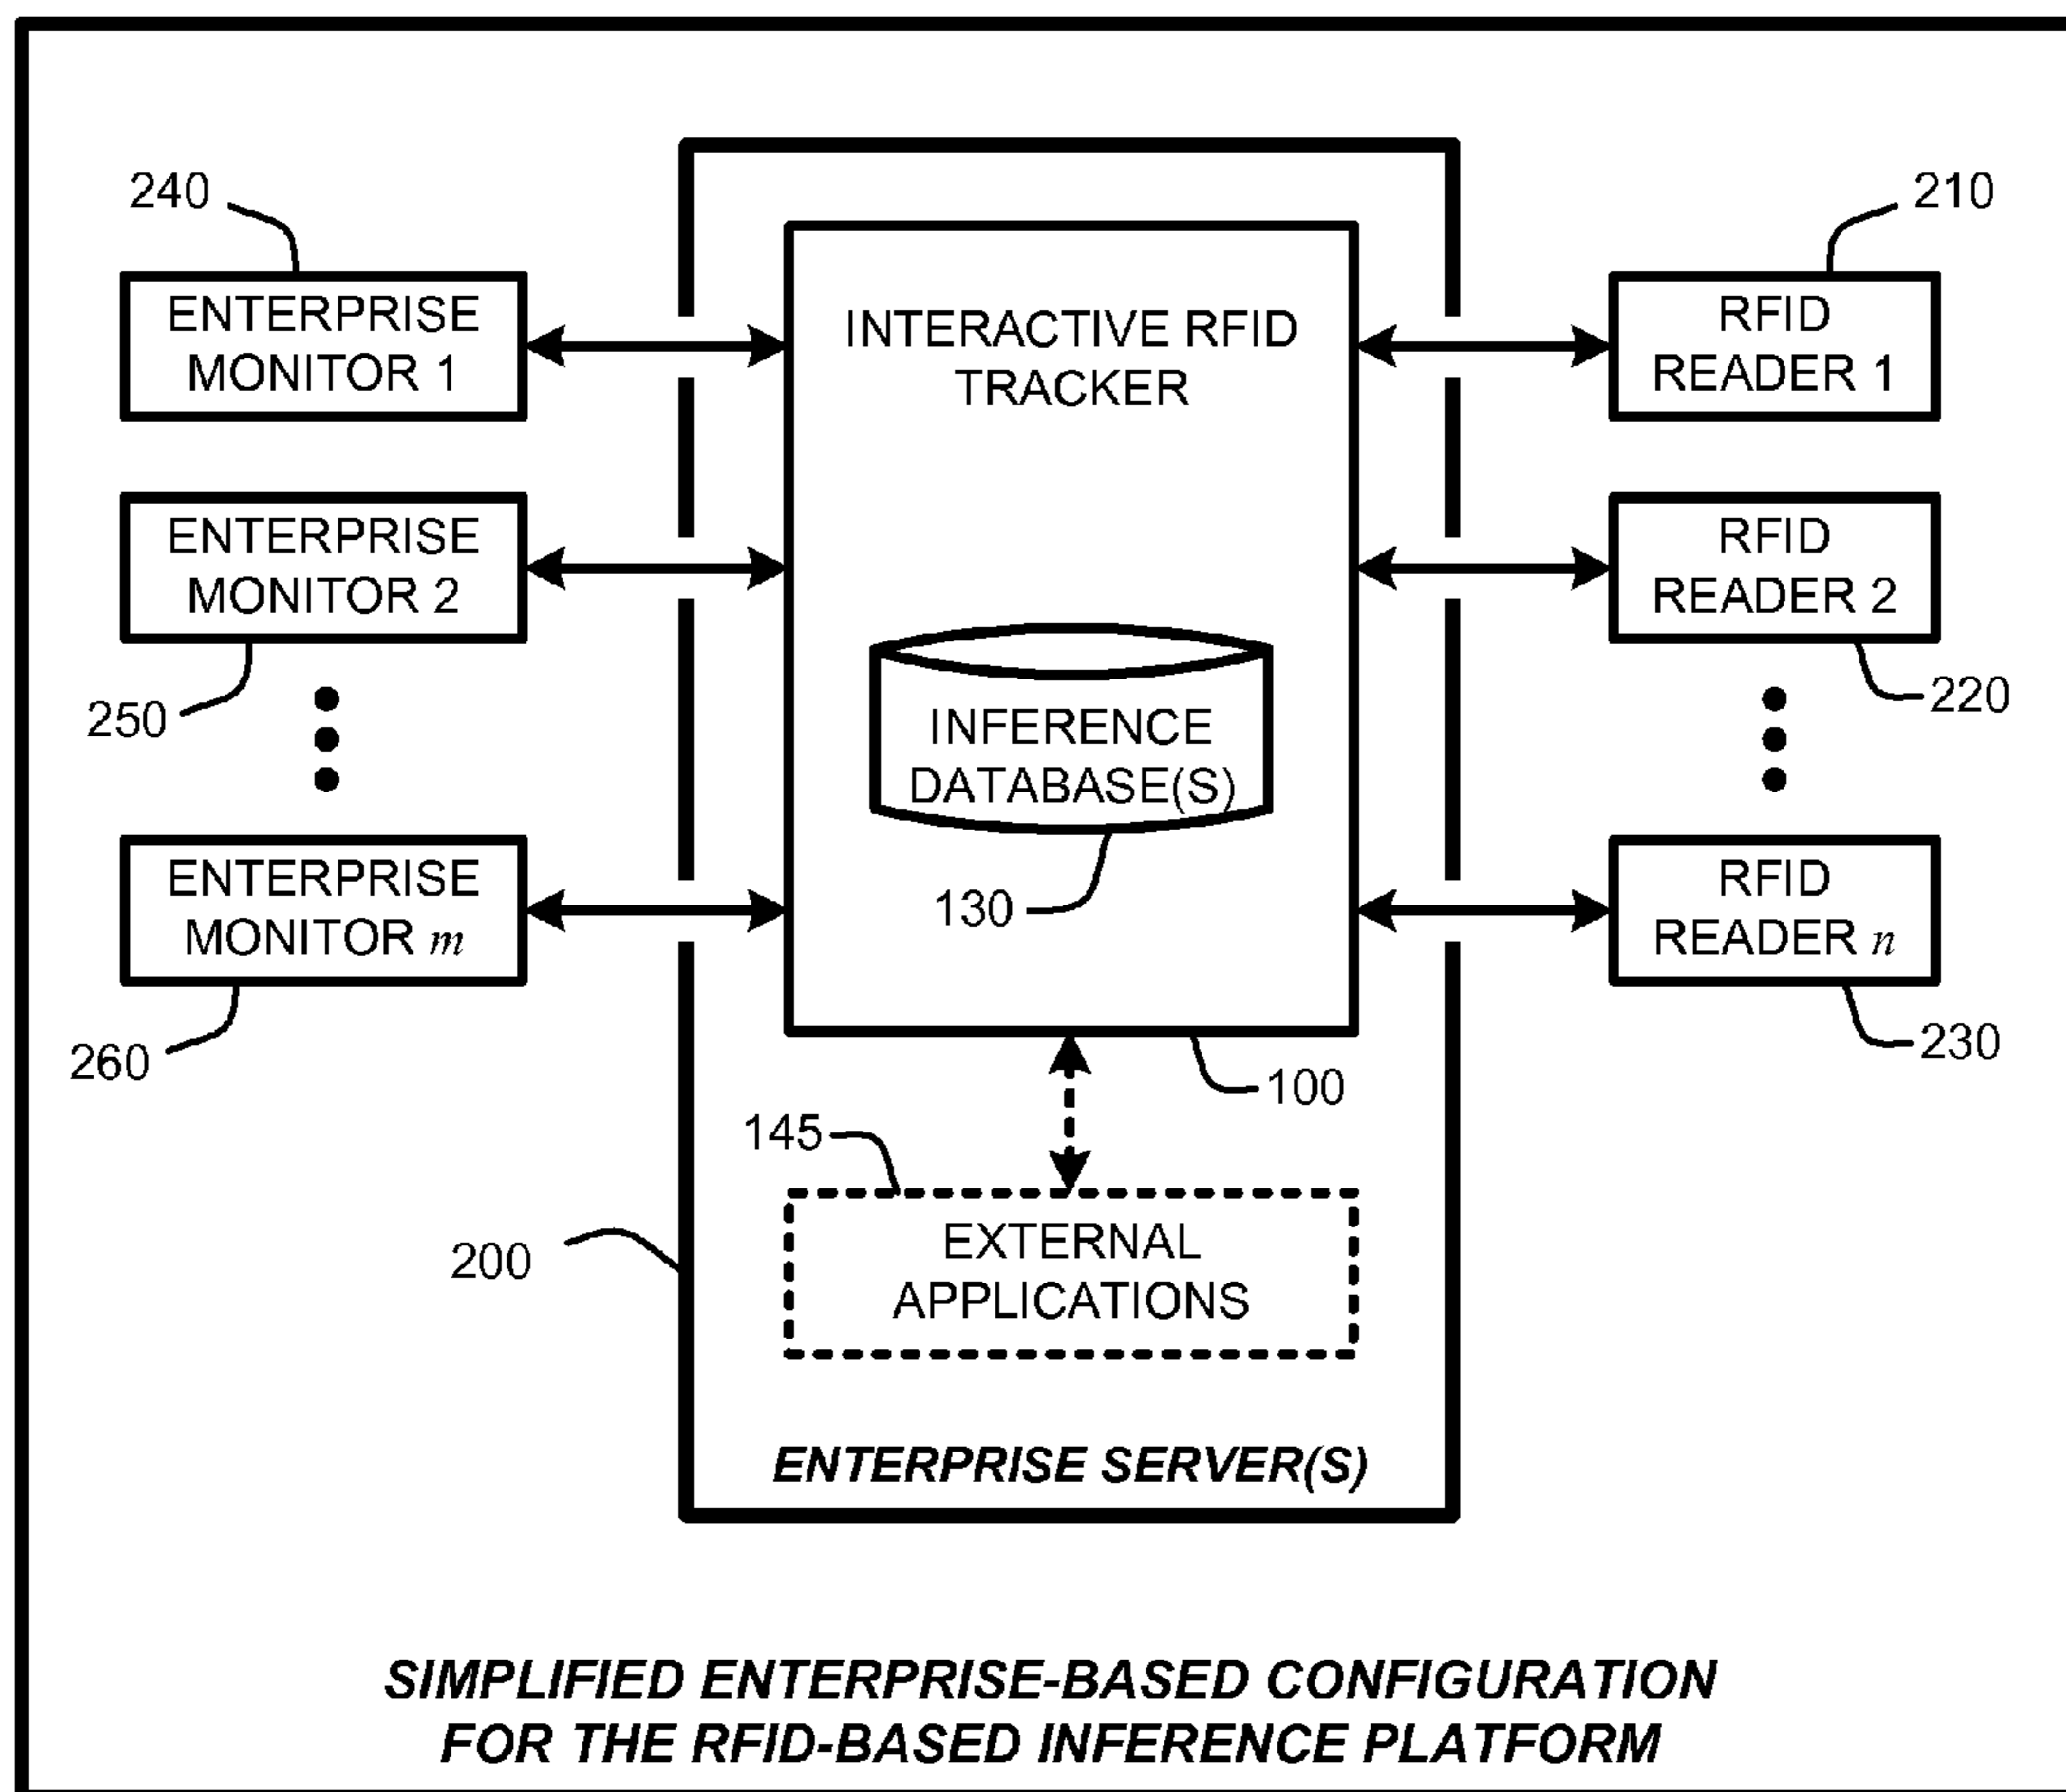 240
210
ENTERPRISE
MONITOR 1
INTERACTIVE RFID
TRACKER
RFID
READER 1
ENTERPRISE
MONITOR 2
RFID
READER 2
250
220
INFERENCE
DATABASE(S)
130
ENTERPRISE
MONITOR m
RFID
READER n
260
230
100
145
EXTERNAL
APPLICATIONS
200
ENTERPRISE SERVER(S)
SIMPLIFIED ENTERPRISE-BASED CONFIGURATION
FOR THE RFID-BASED INFERENCE PLATFORM